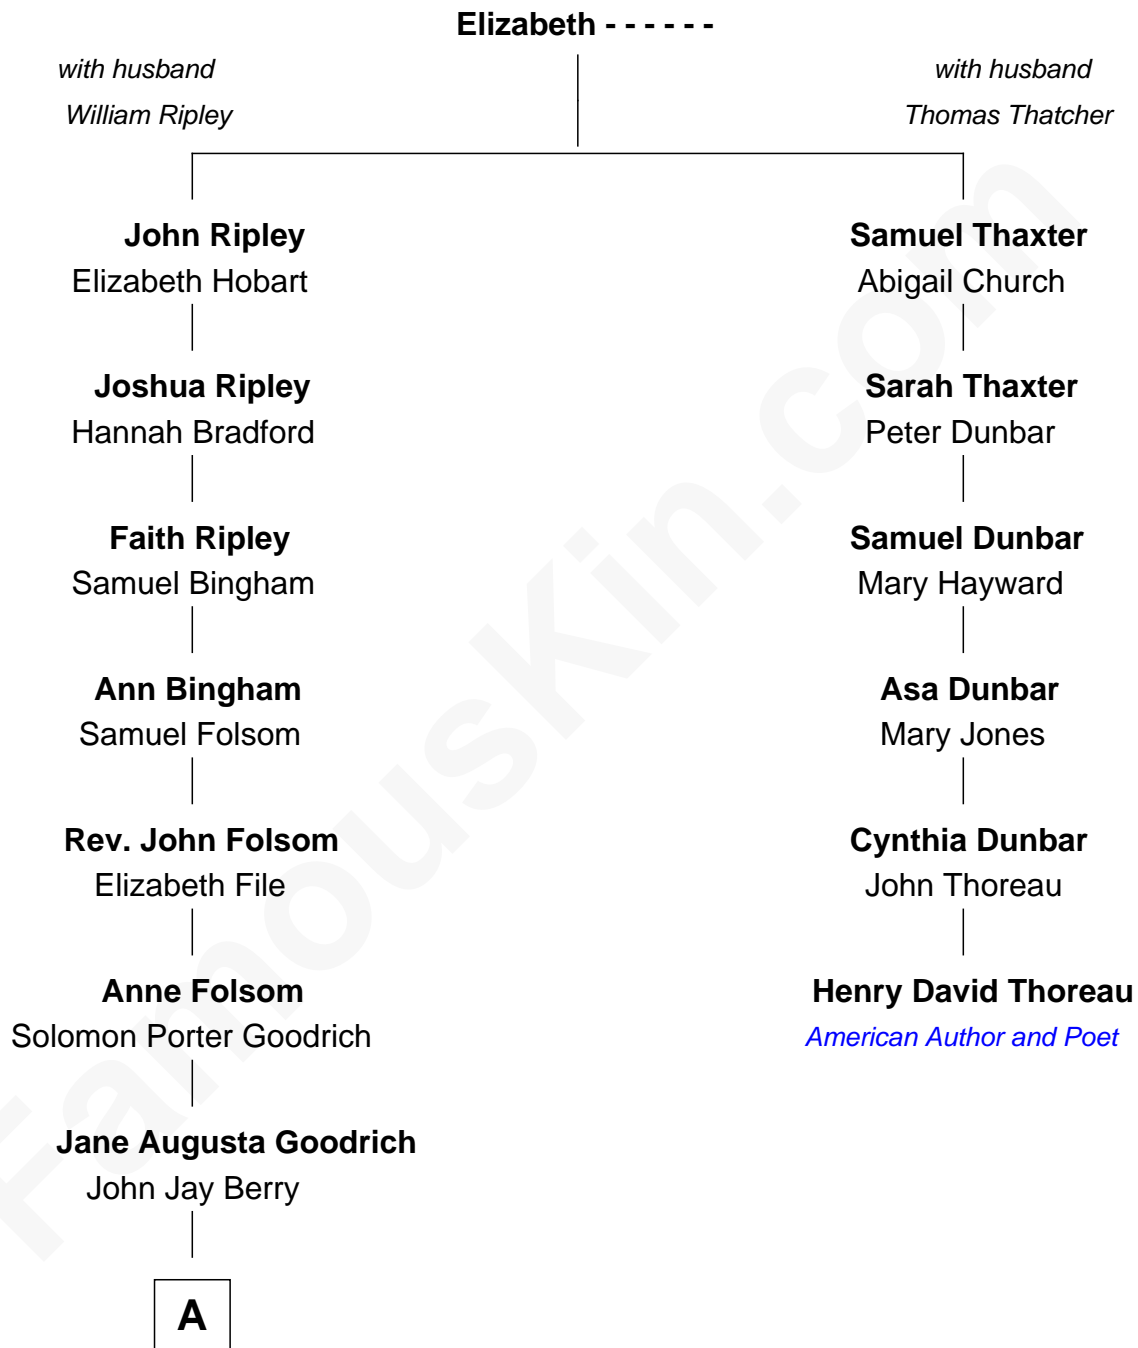 Elizabeth - - - - - -
with husband
William Ripley
with husband
Thomas Thatcher
John Ripley
Elizabeth Hobart
Samuel Thaxter
Abigail Church
Joshua Ripley
Hannah Bradford
Sarah Thaxter
Peter Dunbar
Faith Ripley
Samuel Bingham
Samuel Dunbar
Mary Hayward
Ann Bingham
Samuel Folsom
Asa Dunbar
Mary Jones
Rev. John Folsom
Elizabeth File
Cynthia Dunbar
John Thoreau
Anne Folsom
Solomon Porter Goodrich
Henry David Thoreau
American Author and Poet
Jane Augusta Goodrich
John Jay Berry
A
FamousKin.com